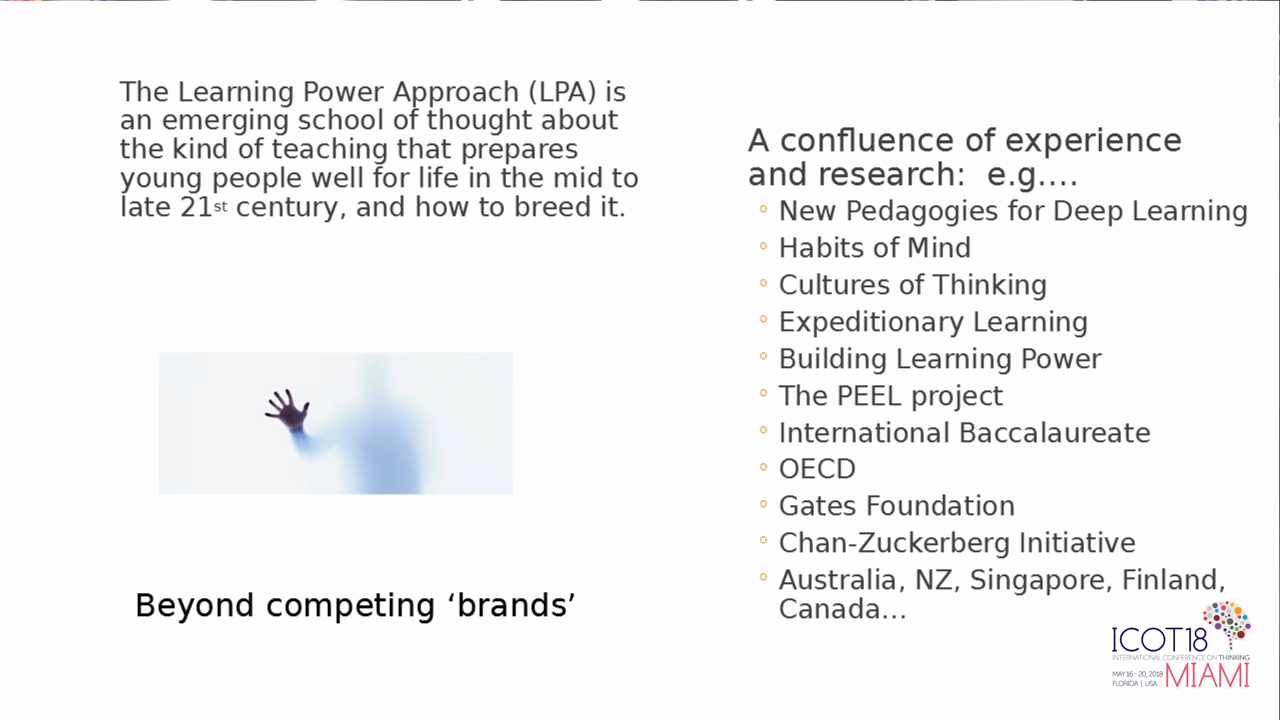 The Learning Power Approach (LPA) is
an emerging school of thought about
the kind of teaching that prepares
young people well for life in the mid to
late 21st century, and how to breed it.
Beyond competing ‘brands’
A confluence of experience
and research:  e.g….
◦ New Pedagogies for Deep Learning
◦ Habits of Mind
◦ Cultures of Thinking
◦ Expeditionary Learning
◦ Building Learning Power
◦ The PEEL project
◦ International Baccalaureate
◦ OECD
◦ Gates Foundation
◦ Chan-Zuckerberg Initiative
◦ Australia, NZ, Singapore, Finland,
Canada…
ICOT18
INTERNATIONAL CONFERENCE ON THINKING
MAY 16 - 20, 2018
FLORIDA | USA
MIAMI